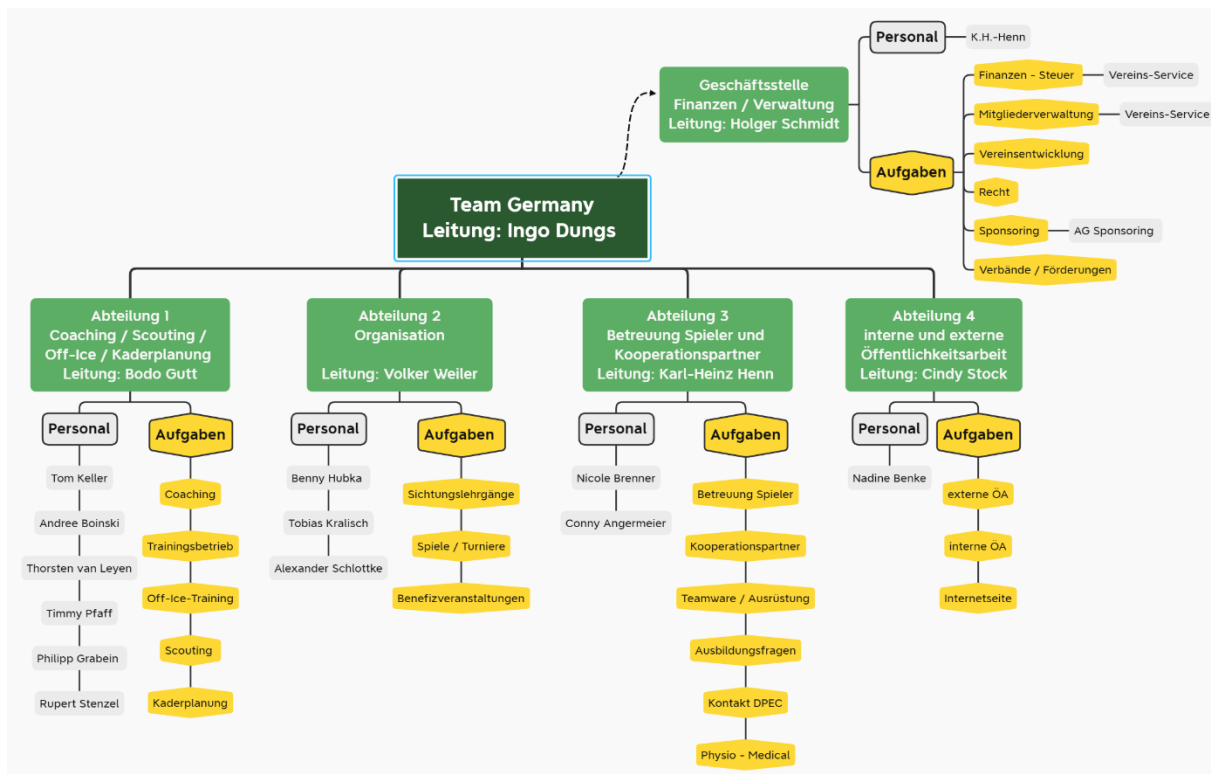 Personal
K.H.-Henn
Geschäftsstelle
Finanzen / Verwaltung
Leitung: Holger Schmidt
Aufgaben
Finanzen - Steuer
Vereins-Service
Mitgliederverwaltung
Vereins-Service
Vereinsentwicklung
Recht
Sponsoring
AG Sponsoring
Verbände / Förderungen
Team Germany
Leitung: Ingo Dungs
Abteilung 1
Coaching / Scouting /
Off-Ice / Kaderplanung
Leitung: Bodo Gutt
Personal
Tom Keller
Andree Boinski
Thorsten van Leyen
Timmy Pfaff
Philipp Grabein
Rupert Stenzel
Aufgaben
Coaching
Trainingsbetrieb
Off-Ice-Training
Scouting
Kaderplanung
Abteilung 2
Organisation
Leitung: Volker Weiler
Personal
Benny Hubka
Tobias Kralisch
Alexander Schlottke
Aufgaben
Sichtungslehrgänge
Spiele / Turniere
Benefizveranstaltungen
Abteilung 3
Betreuung Spieler und
Kooperationspartner
Leitung: Karl-Heinz Henn
Personal
Nicole Brenner
Conny Angermeier
Aufgaben
Betreuung Spieler
Kooperationspartner
Teamware / Ausrüstung
Ausbildungsfragen
Kontakt DPEC
Physio - Medical
Abteilung 4
interne und externe
Öffentlichkeitsarbeit
Leitung: Cindy Stock
Personal
Nadine Benke
Aufgaben
externe ÖA
interne ÖA
Internetseite